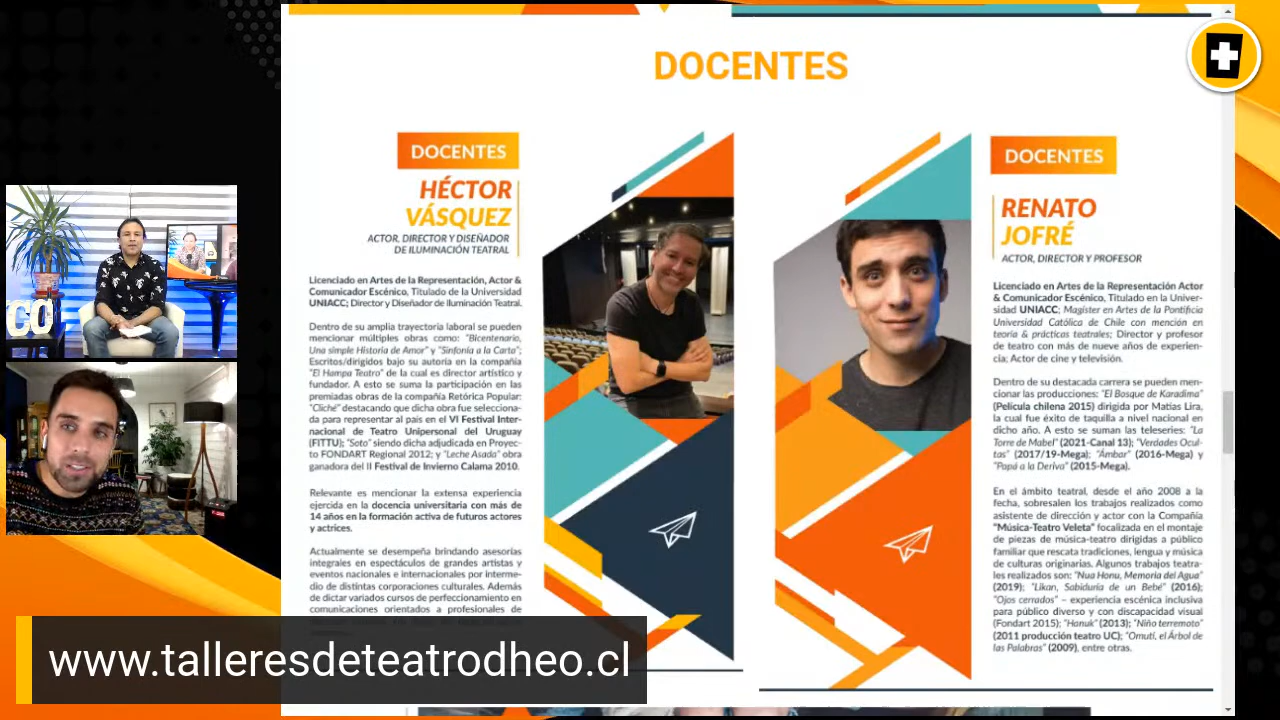 DOCENTES
DOCENTES
HÉCTOR
VÁSQUEZ
ACTOR, DIRECTOR Y DISEÑADOR
DE ILUMINACIÓN TEATRAL
Licenciado en Artes de la Representación, Actor &
Comunicador Escénico, Titulado de la Universidad
UNIACC; Director y Diseñador de Iluminación Teatral.
Dentro de su amplia trayectoria laboral se pueden
mencionar múltiples obras como: "Bicentenario,
Una simple Historia de Amor" y "Sinfonía a la Carta";
Escritos/dirigidos bajo su autoría en la compañía
"El Hampa Teatro" de la cual es director artístico y
fundador. A esto se suma la participación en las
premiadas obras de la compañía Retórica Popular:
"Cliché" destacando que dicha obra fue selecciona-
da para representar al país en el VI Festival Inter-
nacional de Teatro Unipersonal del Uruguay
(FITTU); "Soto" siendo dicha adjudicada en Proyec-
to FONDART Regional 2012; y "Leche Asada" obra
ganadora del II Festival de Invierno Calama 2010.
Relevante es mencionar la extensa experiencia
ejercida en la docencia universitaria con más de
14 años en la formación activa de futuros actores
y actrices.
Actualmente se desempeña brindando asesorías
integrales en espectáculos de grandes artistas y
eventos nacionales e internacionales por interme-
dio de distintas corporaciones culturales. Además
de dictar variados cursos de perfeccionamiento en
comunicaciones orientados a profesionales de
DOCENTES
RENATO
JOFRÉ
ACTOR, DIRECTOR Y PROFESOR
Licenciado en Artes de la Representación Actor
& Comunicador Escénico, Titulado en la Univer-
sidad UNIACC; Magíster en Artes de la Pontificia
Universidad Católica de Chile con mención en
teoría & prácticas teatrales; Director y profesor
de teatro con más de nueve años de experien-
cia; Actor de cine y televisión.
Dentro de su destacada carrera se pueden men-
cionar las producciones: "El Bosque de Karadima"
(Película chilena 2015) dirigida por Matías Lira,
la cual fue éxito de taquilla a nivel nacional en
dicho año. A esto se suman las teleseries: "La
Torre de Mabel" (2021-Canal 13); "Verdades Ocul-
tas" (2017/19-Mega); "Ámbar" (2016-Mega) y
"Papá a la Deriva" (2015-Mega).
En el ámbito teatral, desde el año 2008 a la
fecha, sobresalen los trabajos realizados como
asistente de dirección y actor con la Compañía
"Música-Teatro Veleta" focalizada en el montaje
de piezas de música-teatro dirigidas a público
familiar que rescata tradiciones, lengua y música
de culturas originarias. Algunos trabajos teatra-
les realizados son: "Nua Honu, Memoria del Agua"
(2019); "Likan, Sabiduría de un Bebé" (2016);
"Ojos cerrados" – experiencia escénica inclusiva
para público diverso y con discapacidad visual
(Fondart 2015); "Hanuk" (2013); "Niño terremoto"
(2011 producción teatro UC); "Omuti, el Árbol de
las Palabras" (2009), entre otras.
www.talleresdeteatrodheo.cl